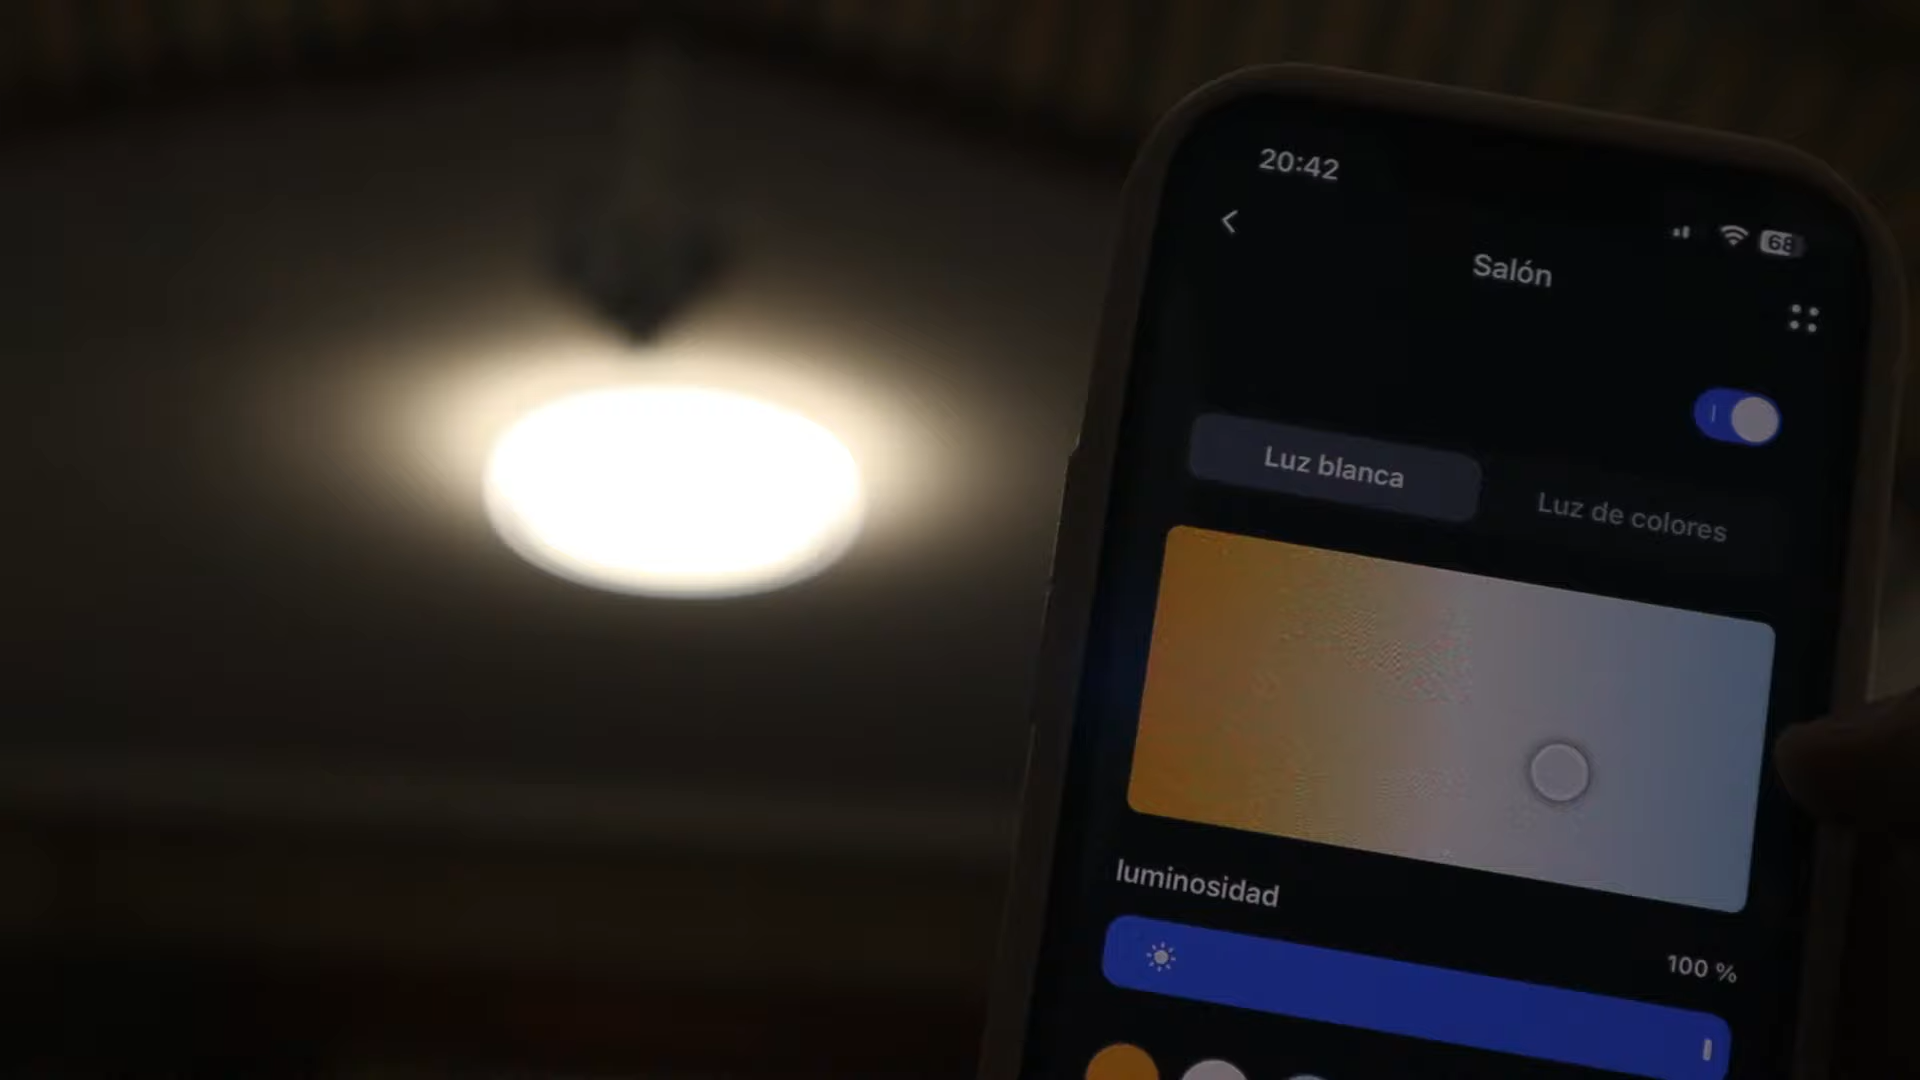 20:42
68
Salón
Luz blanca
Luz de colores
luminosidad
100 %